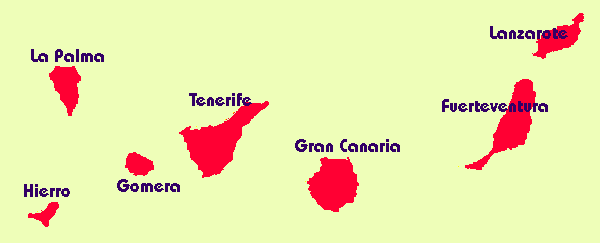 Lanzarote
La Palma
Tenerife
Fuerteventura
Gran Canaria
Gomera
Hierro